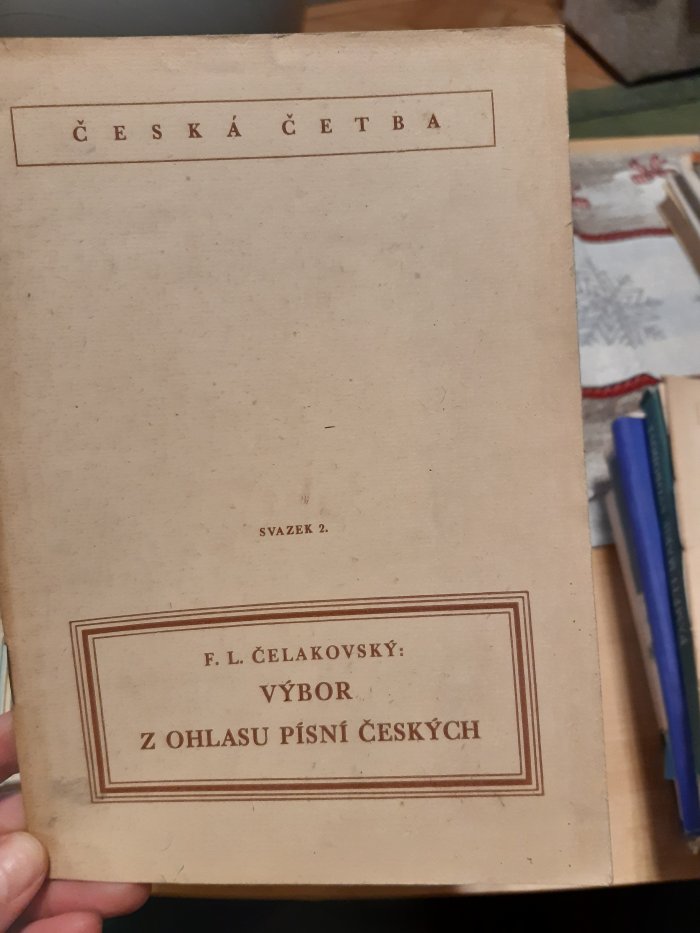 ČESKÁ ČETBA
SVAZEK 2.
F. L. ČELAKOVSKÝ:
VÝBOR
Z OHLASU PÍSNÍ ČESKÝCH